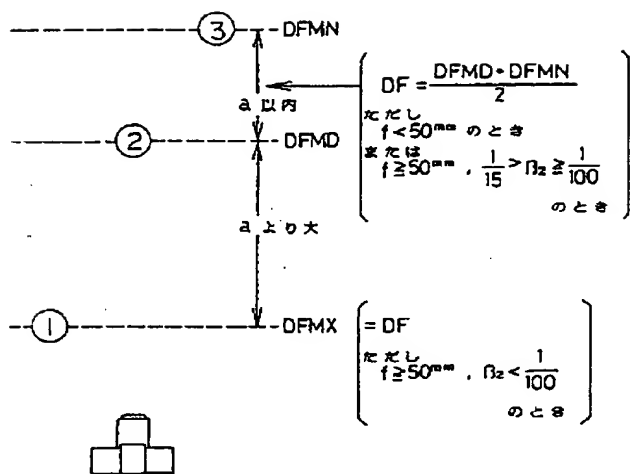 ③ DFMN
a 以内
DF = DFMD・DFMN / 2
ただし
f < 50mm のとき
または
f ≧ 50mm , 1/15 > β₂ ≧ 1/100
のとき
② DFMD
a より大
① DFMX
= DF
ただし
f ≧ 50mm , β₂ < 1/100
のとき